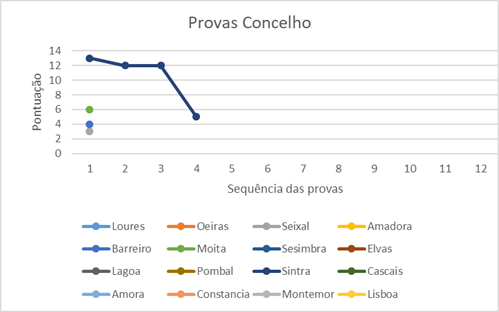 Provas Concelho
14
12
10
8
6
4
2
0
Pontuação
1 2 3 4 5 6 7 8 9 10 11 12
Sequência das provas
Loures Oeiras Seixal Amadora
Barreiro Moita Sesimbra Elvas
Lagoa Pombal Sintra Cascais
Amora Constancia Montemor Lisboa